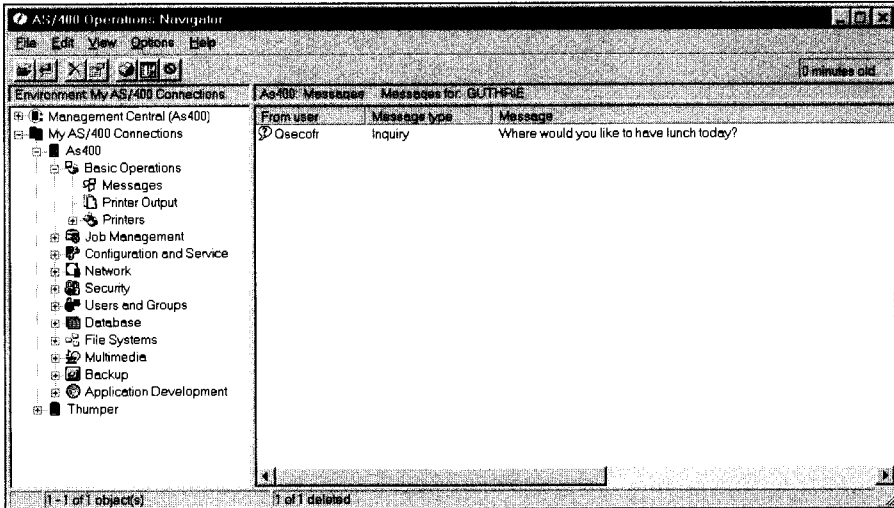 AS/400 Operations Navigator
File Edit View Options Help
0 minutes old
Environment: My AS/400 Connections
As400: Messages Messages for: GUTHRIE
From user Message type Message
Qsecofr Inquiry Where would you like to have lunch today?
Management Central (As400)
My AS/400 Connections
As400
Basic Operations
Messages
Printer Output
Printers
Job Management
Configuration and Service
Network
Security
Users and Groups
Database
File Systems
Multimedia
Backup
Application Development
Thumper
1 - 1 of 1 object(s) 1 of 1 deleted